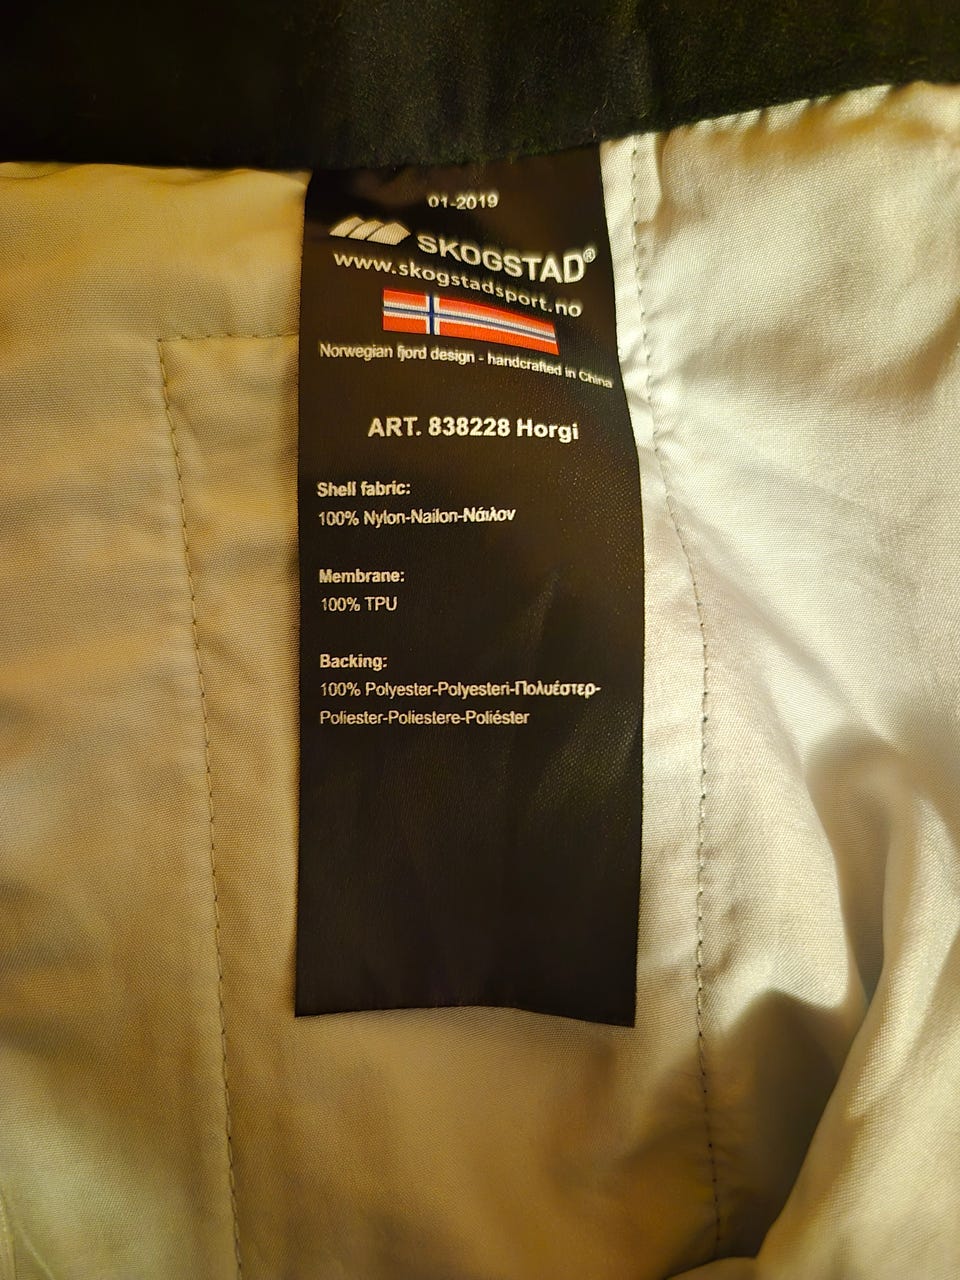 01-2019
SKOGSTAD®
www.skogstadsport.no
Norwegian fjord design - handcrafted in China
ART. 838228 Horgi
Shell fabric:
100% Nylon-Nailon-Νάιλον
Membrane:
100% TPU
Backing:
100% Polyester-Polyesteri-Πολυέστερ-
Poliester-Poliestere-Poliéster